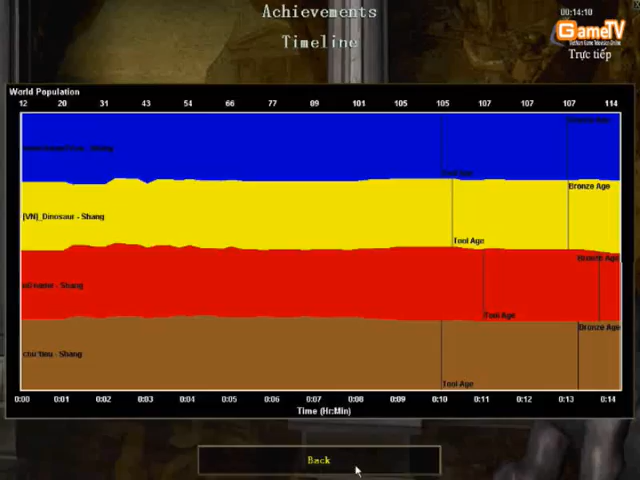 Achievements
Timeline
00:14:10
GameTV
Trực tiếp
World Population
12 20 31 43 54 66 77 89 101 105 107 107 107 114
Bronze Age
[VN]_Dinosaur - Shang
Tool Age
Bronze Age
- Shang
Tool Age
Bronze Age
- Shang
Tool Age
0:00 0:01 0:02 0:03 0:04 0:05 0:06 0:07 0:08 0:09 0:10 0:11 0:12 0:13 0:14
Time (Hr:Min)
Back